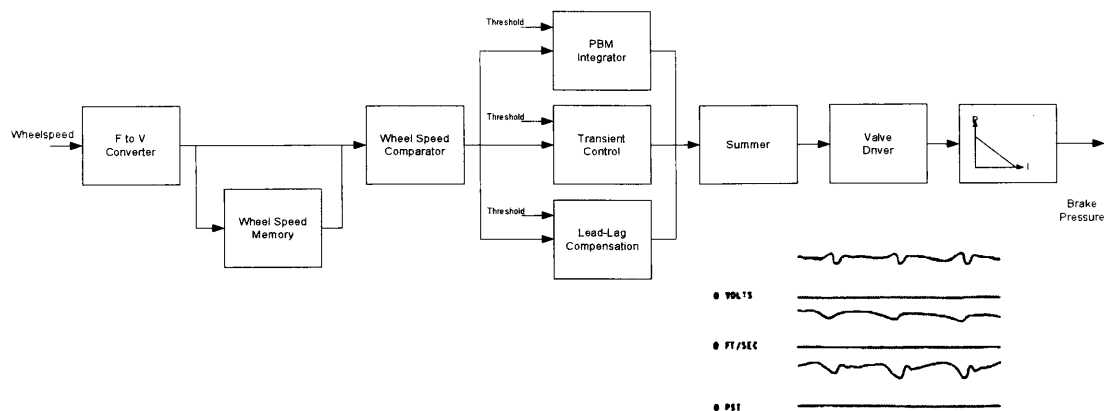 Wheelspeed
F to V
Converter
Wheel Speed
Memory
Wheel Speed
Comparator
Threshold
PBM
Integrator
Threshold
Transient
Control
Threshold
Lead-Lag
Compensation
Summer
Valve
Driver
P
I
Brake
Pressure
0 VOLTS
0 FT/SEC
0 PSI